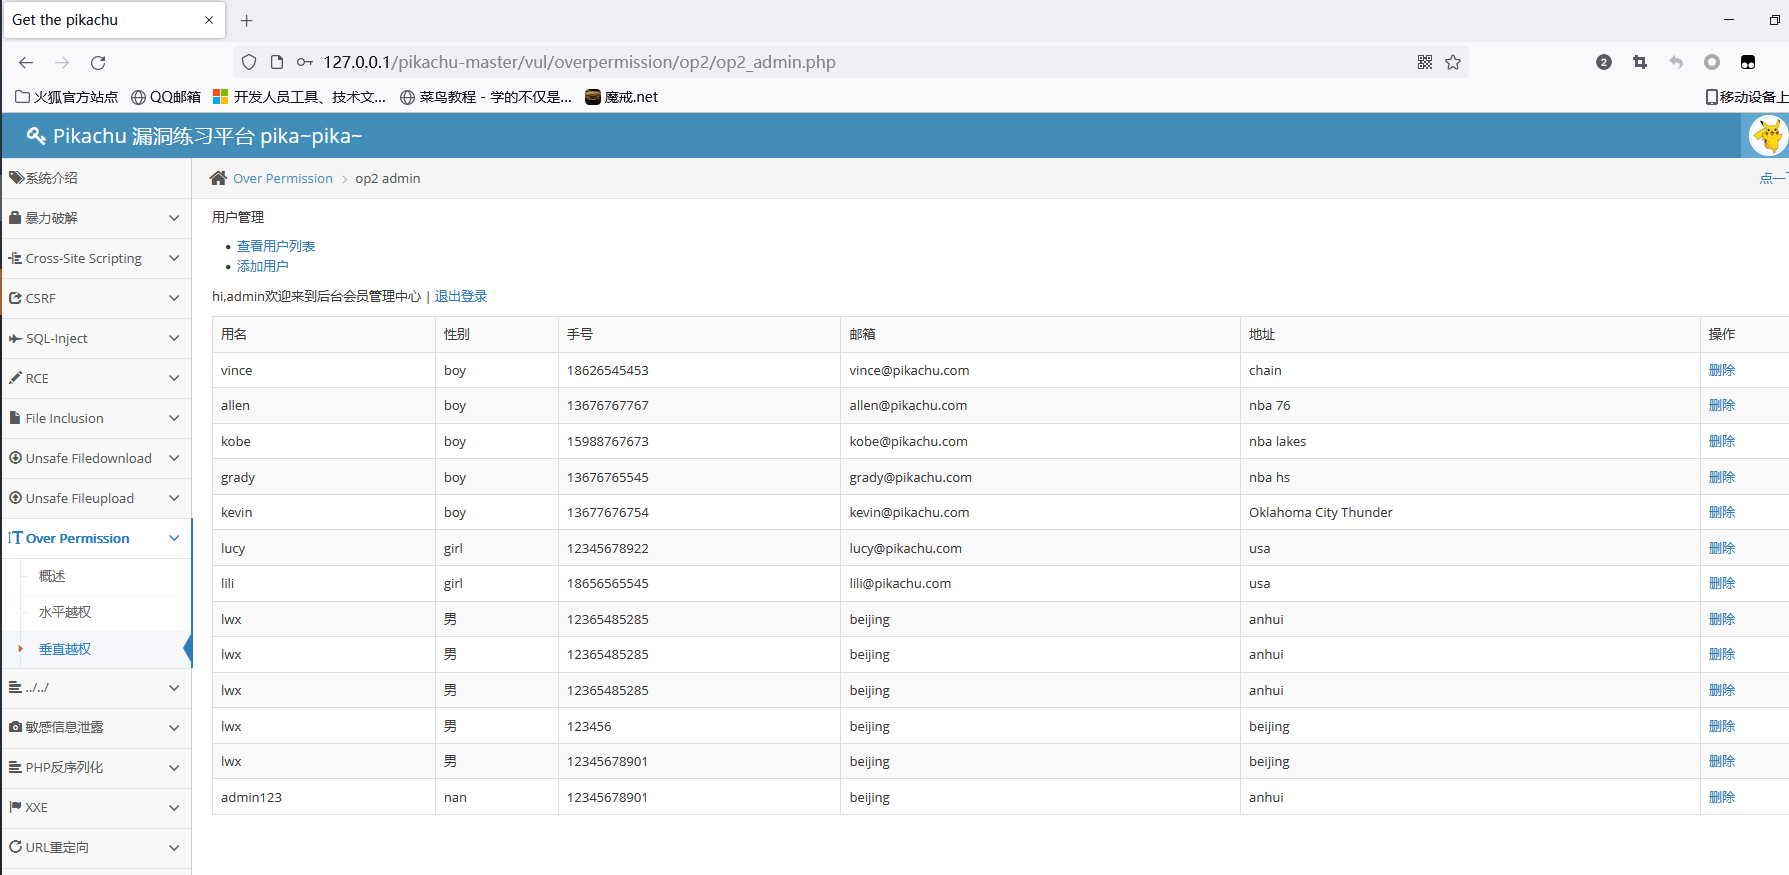 Get the pikachu
127.0.0.1/pikachu-master/vul/overpermission/op2/op2_admin.php
2
火狐官方站点 QQ邮箱 开发人员工具、技术文... 菜鸟教程 - 学的不仅是... 魔戒.net 移动设备上
Pikachu 漏洞练习平台 pika~pika~
系统介绍
暴力破解
Cross-Site Scripting
CSRF
SQL-Inject
RCE
File Inclusion
Unsafe Filedownload
Unsafe Fileupload
Over Permission
概述
水平越权
垂直越权
../../
敏感信息泄露
PHP反序列化
XXE
URL重定向
Over Permission > op2 admin 点一
用户管理
查看用户列表
添加用户
hi,admin欢迎来到后台会员管理中心 | 退出登录
用名 性别 手号 邮箱 地址 操作
vince boy 18626545453 vince@pikachu.com chain 删除
allen boy 13676767767 allen@pikachu.com nba 76 删除
kobe boy 15988767673 kobe@pikachu.com nba lakes 删除
grady boy 13676765545 grady@pikachu.com nba hs 删除
kevin boy 13677676754 kevin@pikachu.com Oklahoma City Thunder 删除
lucy girl 12345678922 lucy@pikachu.com usa 删除
lili girl 18656565545 lili@pikachu.com usa 删除
lwx 男 12365485285 beijing anhui 删除
lwx 男 12365485285 beijing anhui 删除
lwx 男 12365485285 beijing anhui 删除
lwx 男 123456 beijing beijing 删除
lwx 男 12345678901 beijing beijing 删除
admin123 nan 12345678901 beijing anhui 删除